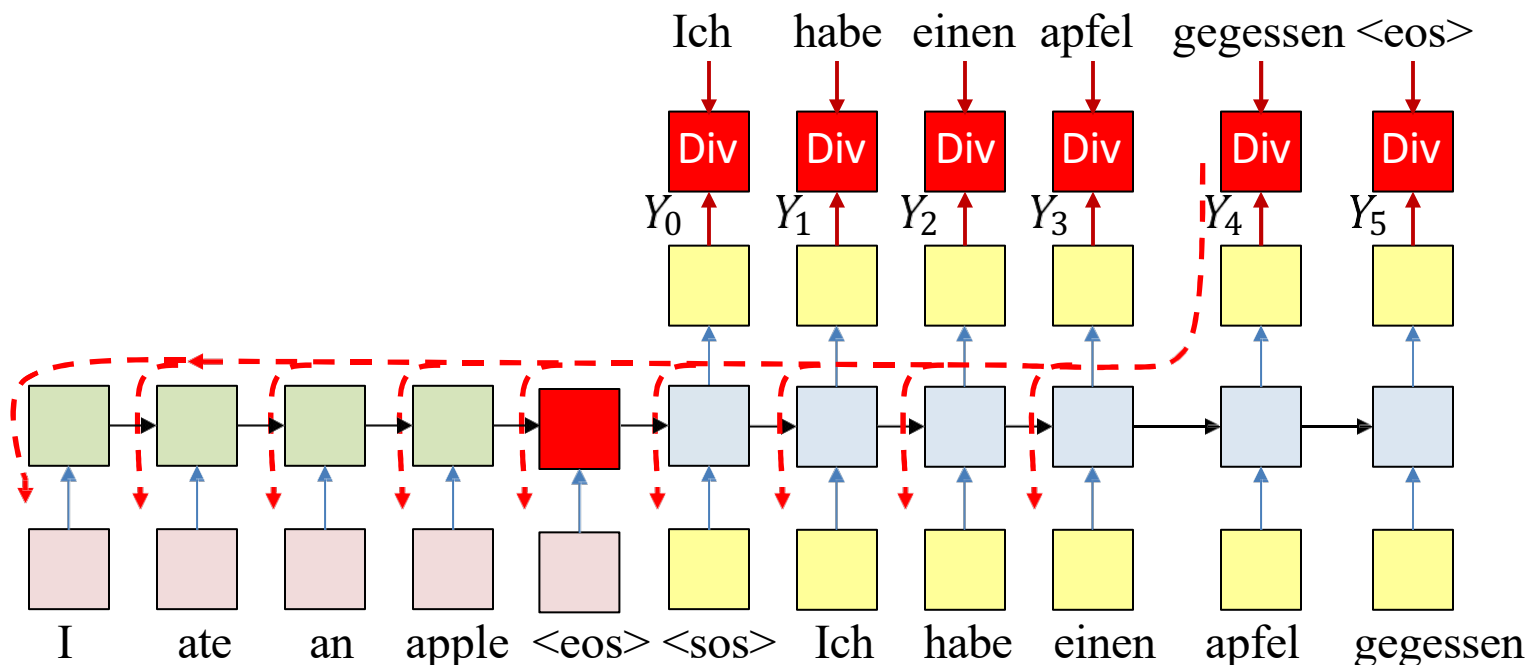 Ich habe einen apfel gegessen <eos>
Div Div Div Div Div Div
Y0 Y1 Y2 Y3 Y4 Y5
I ate an apple <eos> <sos> Ich habe einen apfel gegessen